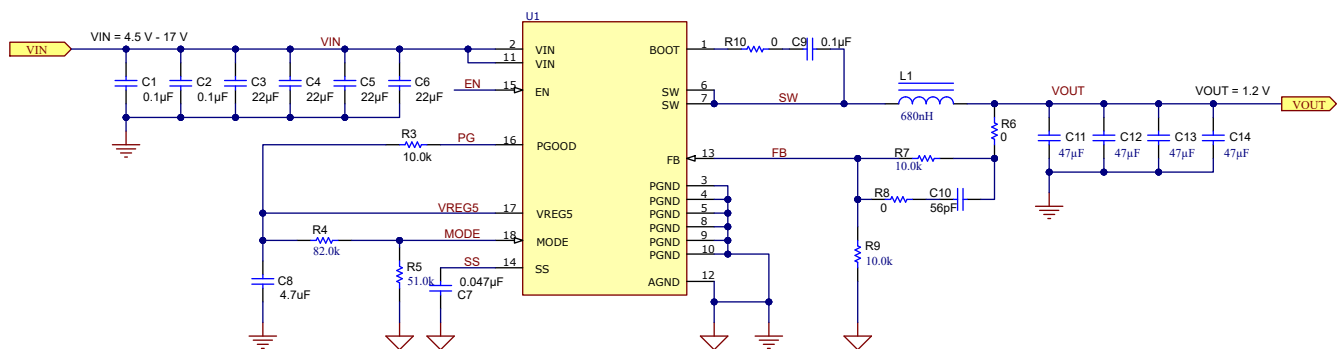 U1
VIN
VIN = 4.5 V - 17 V
VIN
2
11
VIN
VIN
C1
0.1µF
C2
0.1µF
C3
22µF
C4
22µF
C5
22µF
C6
22µF
EN
15
EN
R3
10.0k
PG
16
PGOOD
VREG5
17
VREG5
R4
82.0k
MODE
18
MODE
R5
51.0k
SS
14
SS
C8
4.7uF
0.047µF
C7
BOOT
1
R10
0
C9
0.1µF
SW
6
SW
7
SW
L1
680nH
R6
0
VOUT
VOUT = 1.2 V
VOUT
C11
47µF
C12
47µF
C13
47µF
C14
47µF
FB
13
FB
R7
10.0k
R8
0
C10
56pF
R9
10.0k
PGND
3
PGND
4
PGND
5
PGND
8
PGND
9
PGND
10
AGND
12